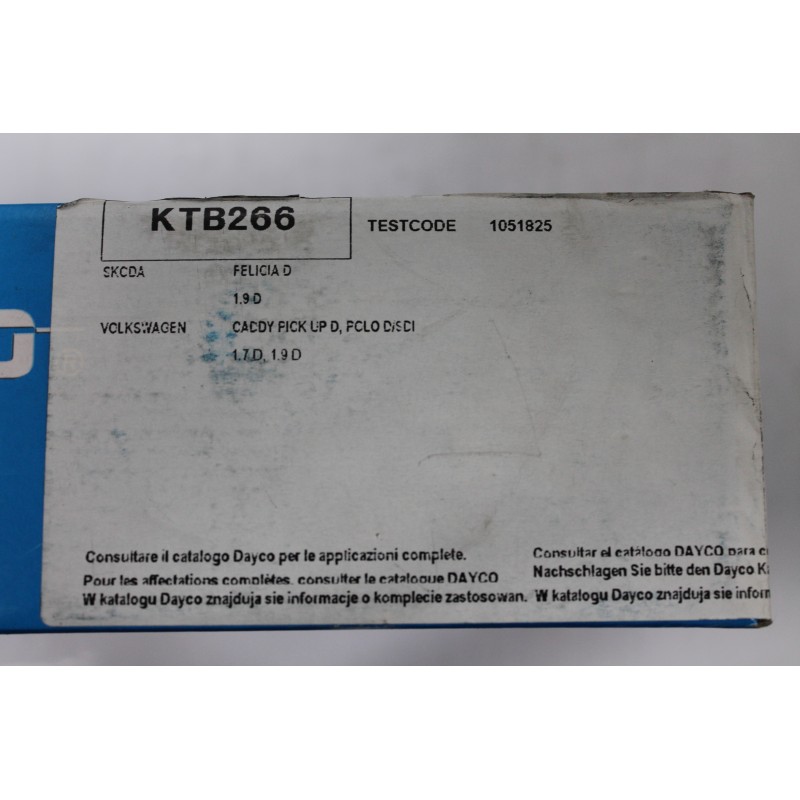 KTB266 TESTCODE 1051825
SKODA FELICIA D
1.9 D
VOLKSWAGEN CADDY PICK UP D, POLO D/SDI
1.7 D, 1.9 D
Consultare il catalogo Dayco per le applicazioni complete. Consultar el catálogo DAYCO para
Pour les affectations complètes, consulter le catalogue DAYCO Nachschlagen Sie bitte den Dayco
W katalogu Dayco znajduja sie informacje o komplecie zastosowan. W katalogu Dayco znajduja sie infor